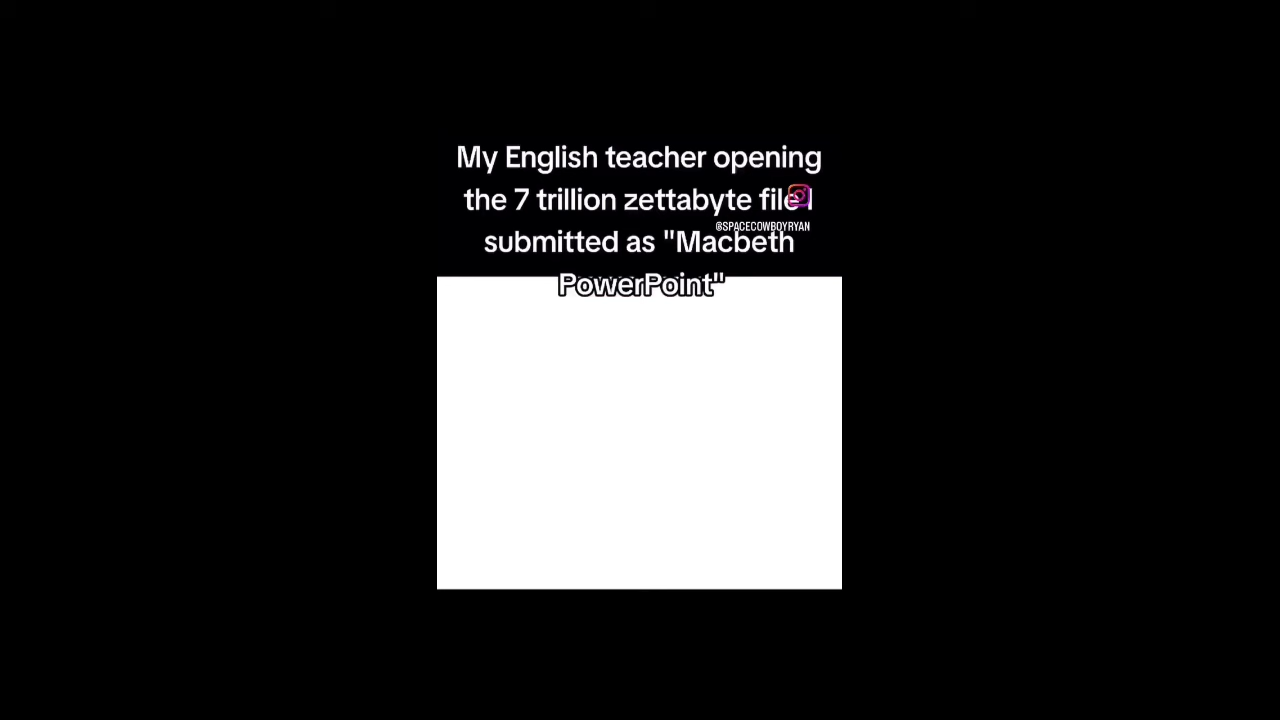 My English teacher opening
the 7 trillion zettabyte file I
@SPACECOWBOYRYAN
submitted as "Macbeth
PowerPoint"